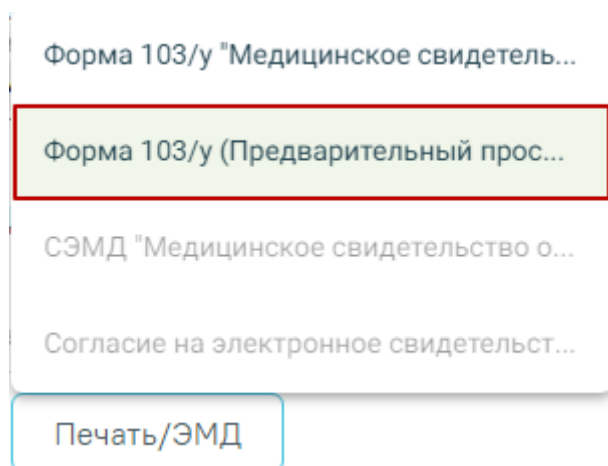 Форма 103/у "Медицинское свидетель...
Форма 103/у (Предварительный прос...
СЭМД "Медицинское свидетельство о...
Согласие на электронное свидетельст...
Печать/ЭМД